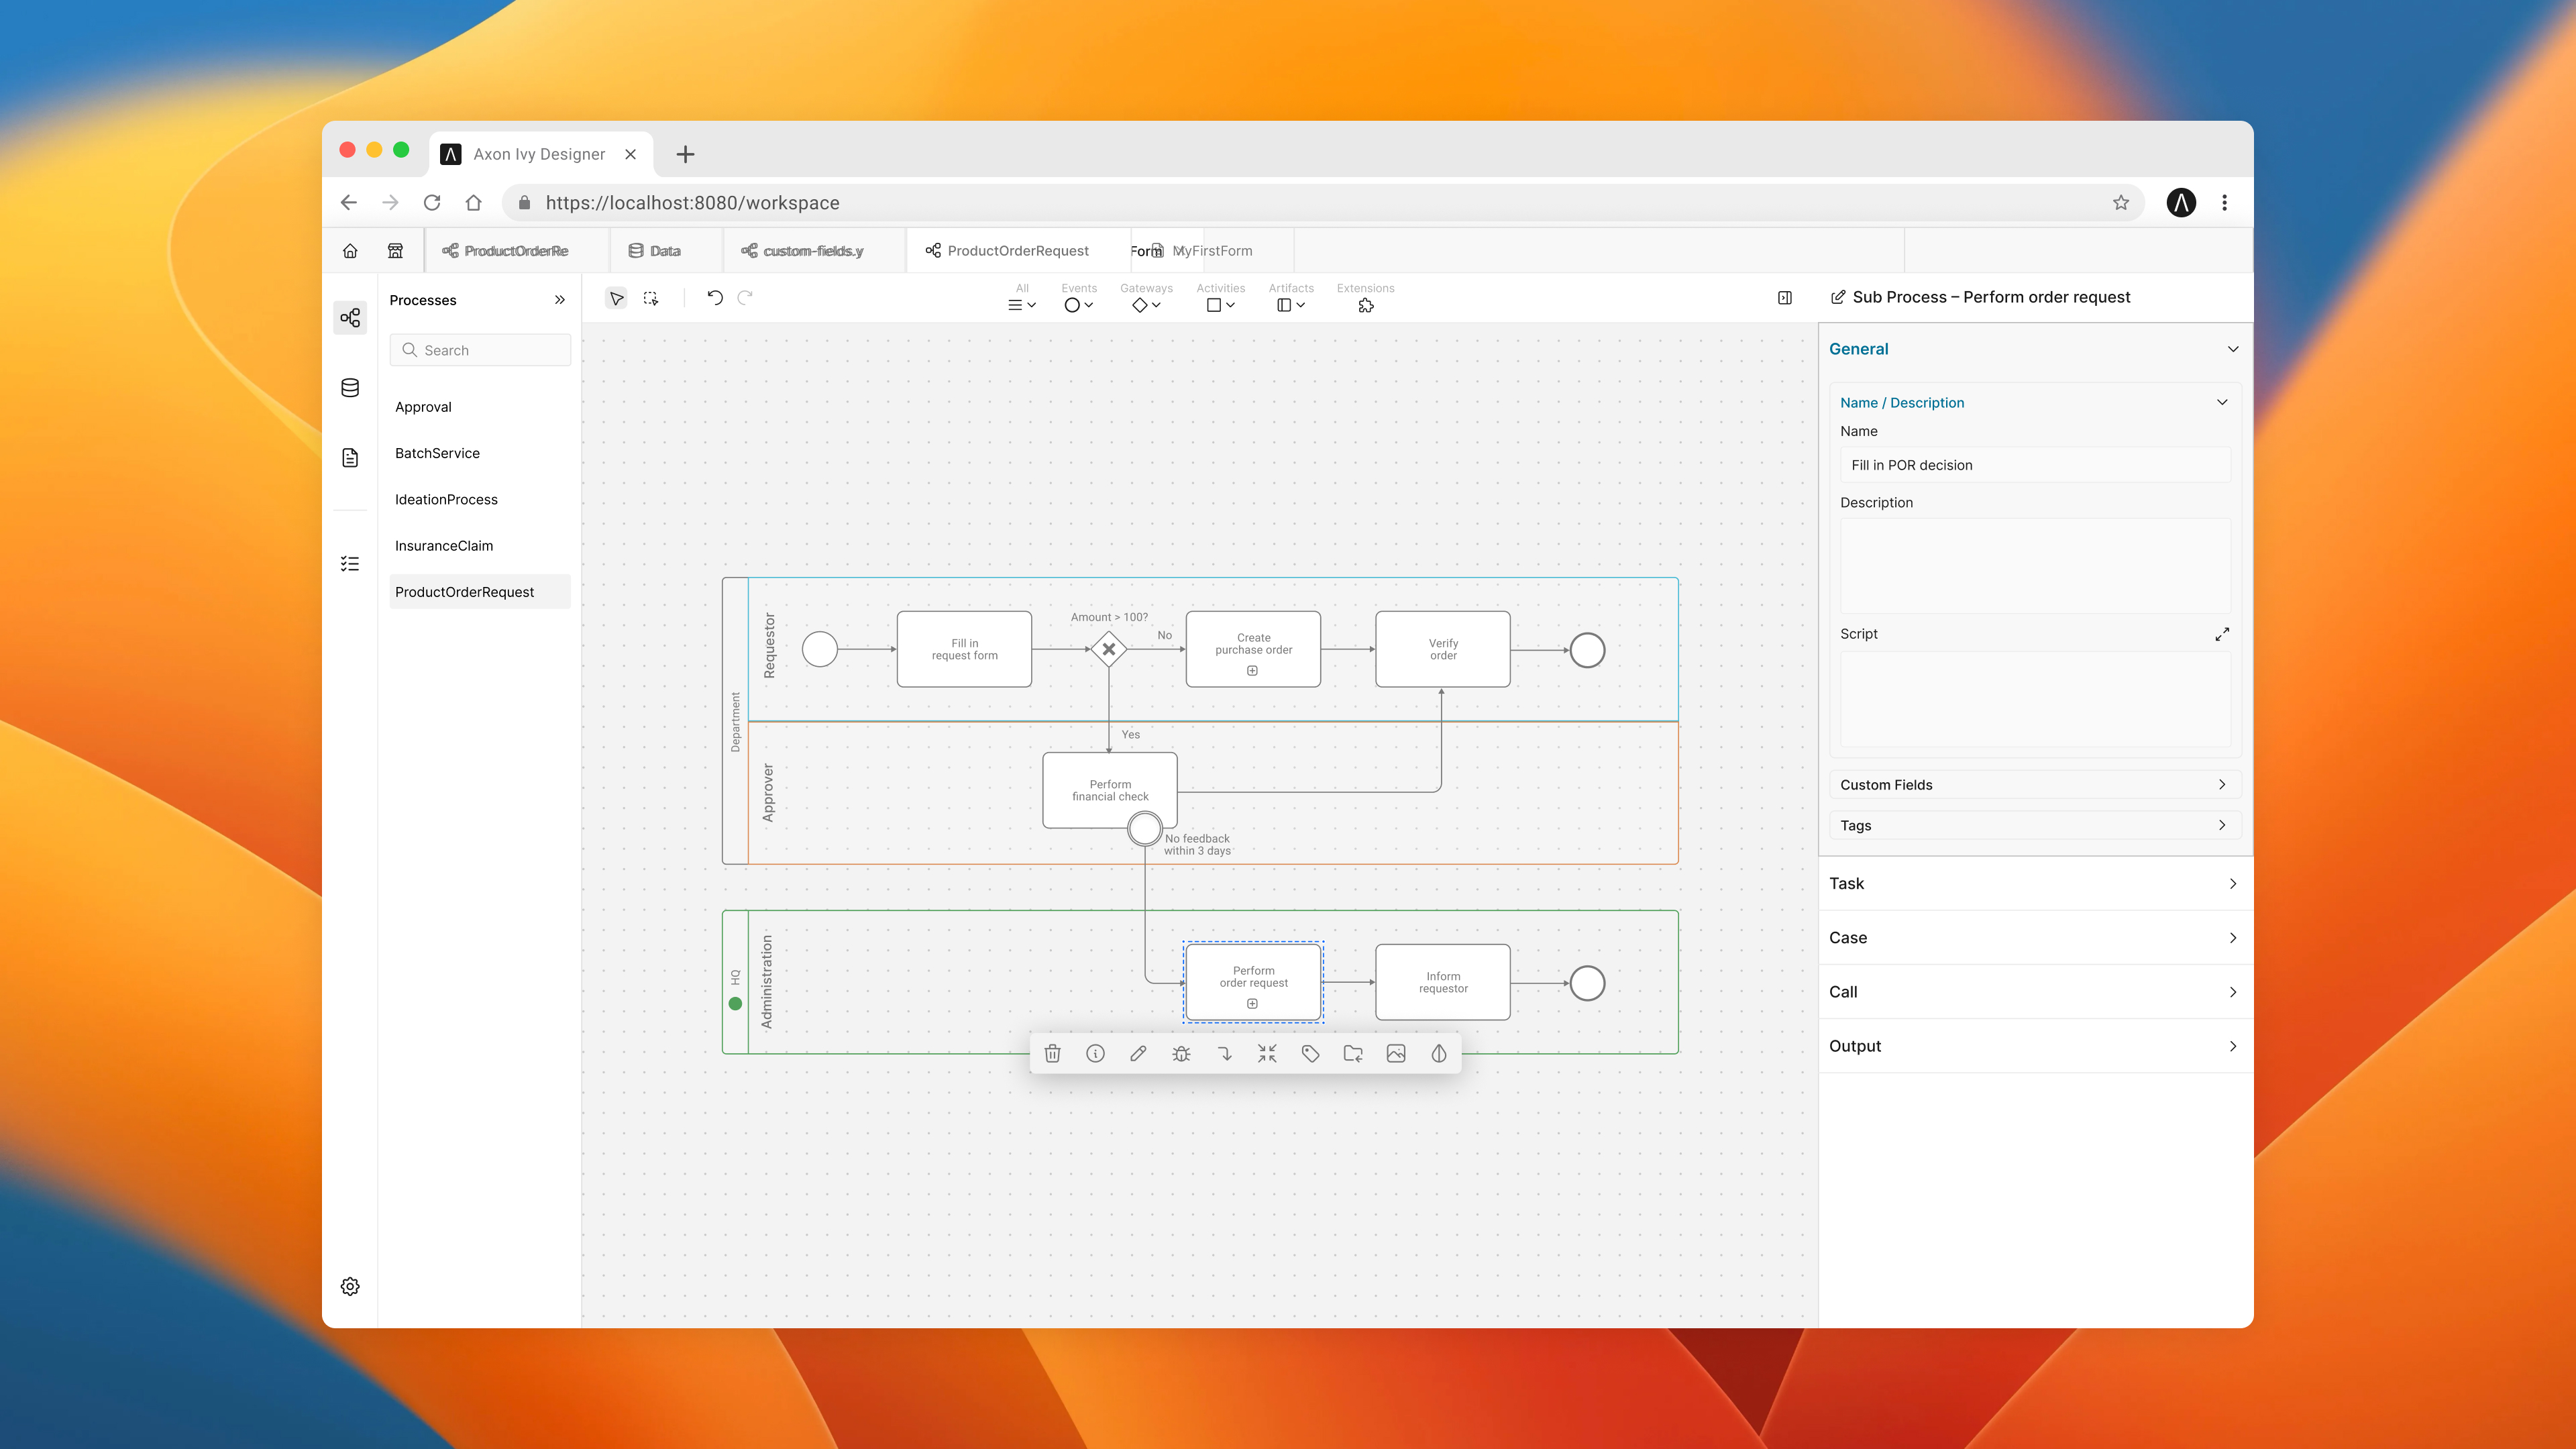 Axon Ivy Designer
https://localhost:8080/workspace
ProductOrderRe
Data
custom-fields.y
ProductOrderRequest
Form
MyFirstForm
Processes
Search
Approval
BatchService
IdeationProcess
InsuranceClaim
ProductOrderRequest
All
Events
Gateways
Activities
Artifacts
Extensions
Department
Requestor
Fill in
request form
Amount > 100?
No
Create
purchase order
Verify
order
Yes
Approver
Perform
financial check
No feedback
within 3 days
HQ
Administration
Perform
order request
Inform
requestor
Sub Process – Perform order request
General
Name / Description
Name
Fill in POR decision
Description
Script
Custom Fields
Tags
Task
Case
Call
Output